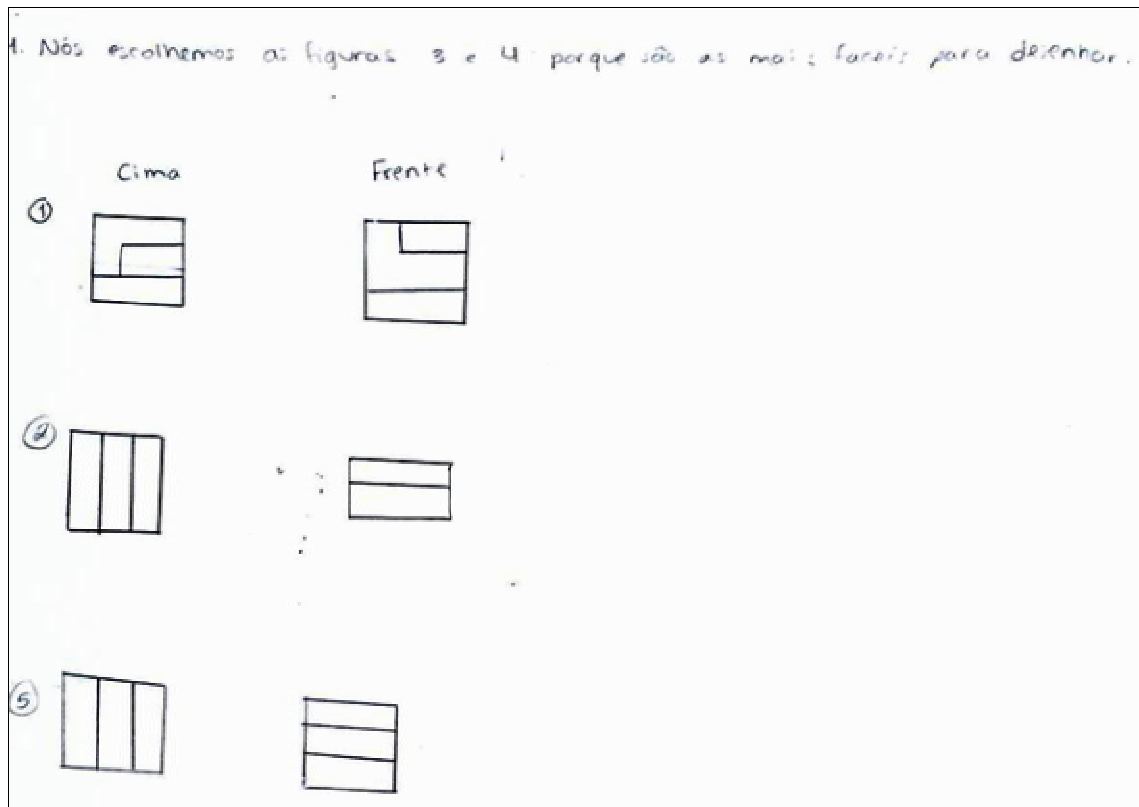 1. Nós escolhemos as figuras 3 e 4 porque são as mais faceis para desenhar.
Cima Frente
1
2
5